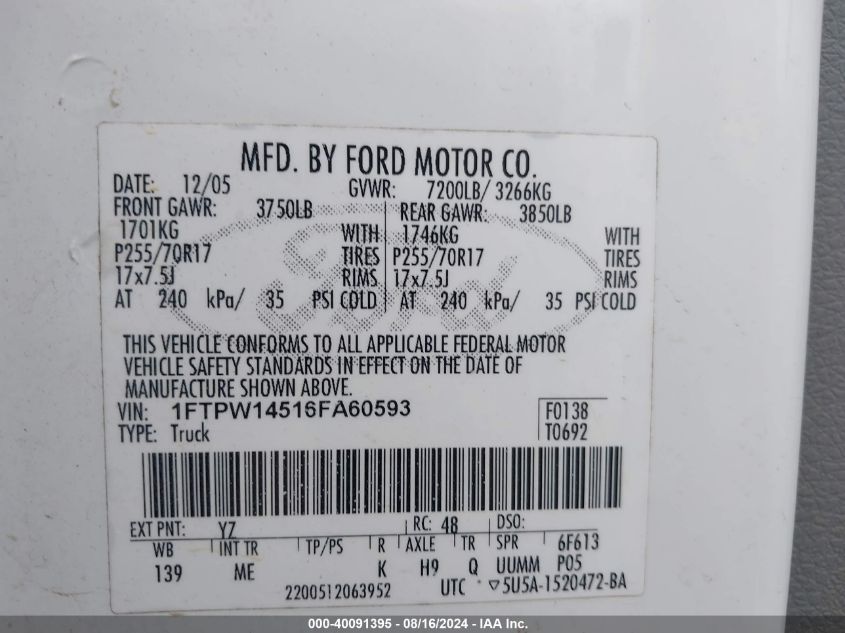 MFD. BY FORD MOTOR CO.
DATE: 12/05 GVWR: 7200LB/ 3266KG
FRONT GAWR: 3750LB REAR GAWR: 3850LB
1701KG WITH 1746KG WITH
P255/70R17 TIRES P255/70R17 TIRES
17x7.5J RIMS 17x7.5J RIMS
AT 240 kPa/ 35 PSI COLD AT 240 kPa/ 35 PSI COLD
Ford
THIS VEHICLE CONFORMS TO ALL APPLICABLE FEDERAL MOTOR
VEHICLE SAFETY STANDARDS IN EFFECT ON THE DATE OF
MANUFACTURE SHOWN ABOVE.
VIN: 1FTPW14516FA60593 F0138
TYPE: Truck T0692
EXT PNT: YZ RC: 48 DSO:
WB INT TR TP/PS R AXLE TR SPR 6F613
139 ME K H9 Q UUMM P05
2200512063952 UTC ▽5U5A-1520472-BA
000-40091395 - 08/16/2024 - IAA Inc.